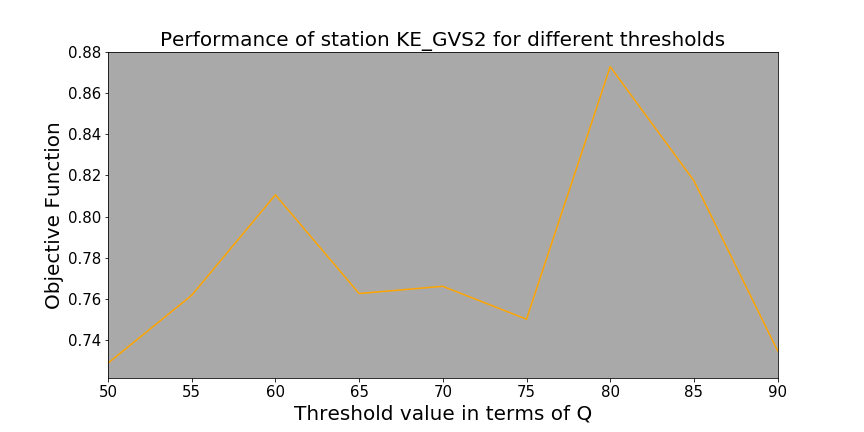 Performance of station KE_GVS2 for different thresholds
Objective Function
0.88
0.86
0.84
0.82
0.80
0.78
0.76
0.74
50 55 60 65 70 75 80 85 90
Threshold value in terms of Q